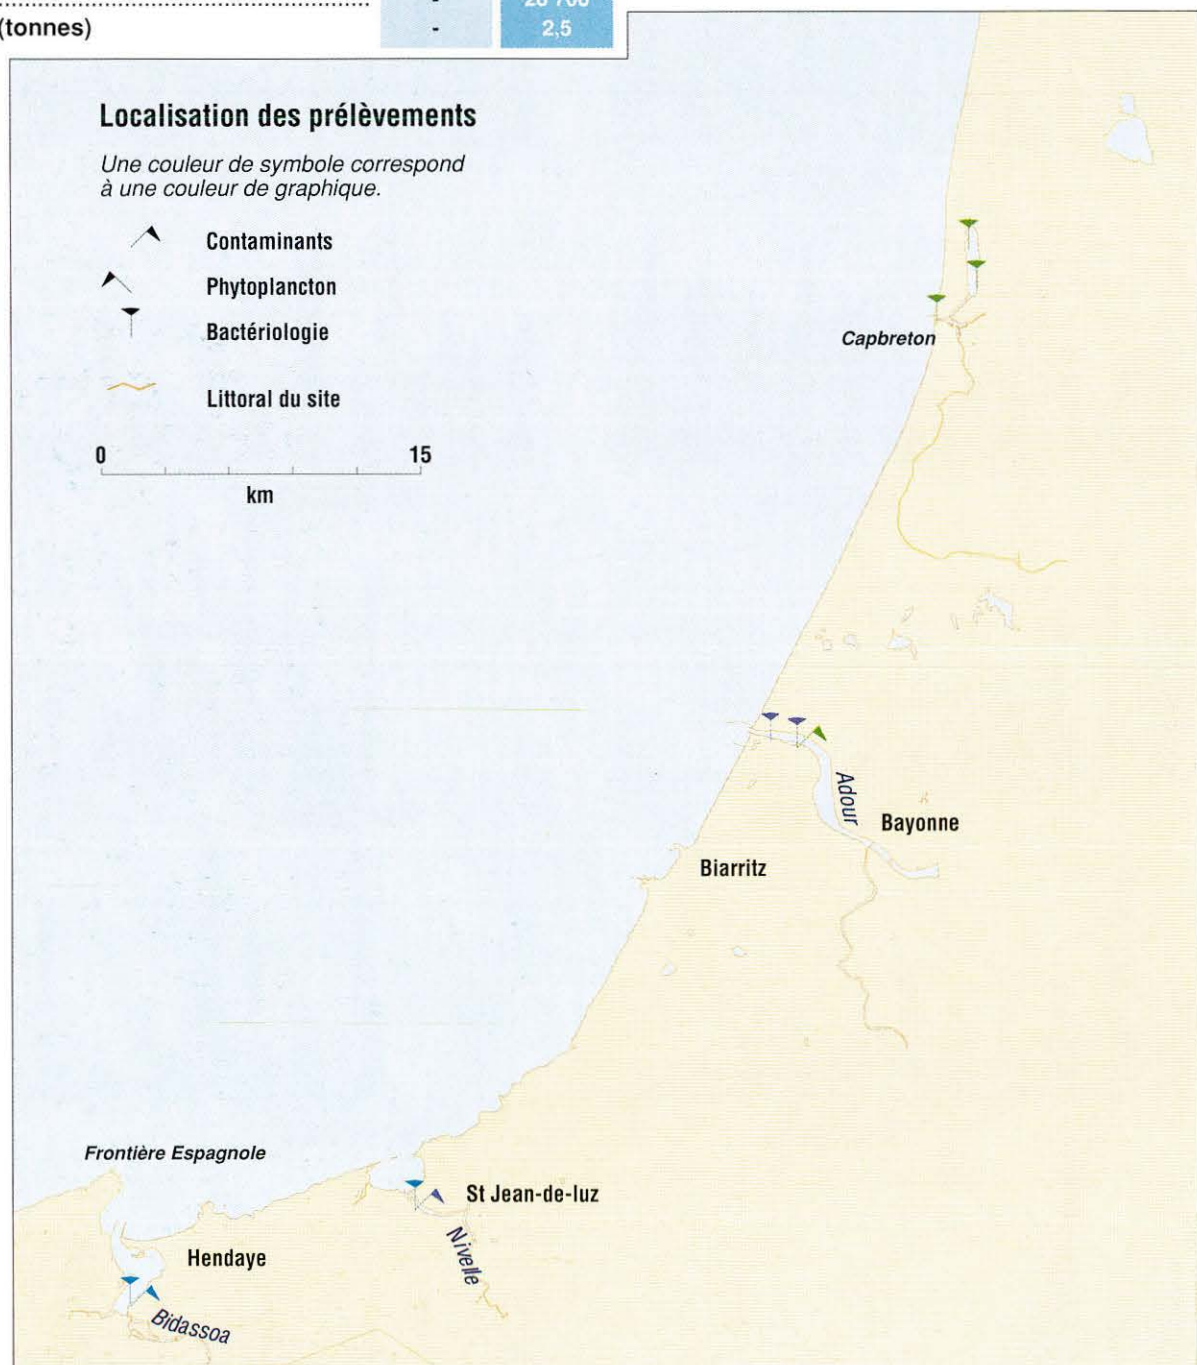 (tonnes) - 2,5
Localisation des prélèvements
Une couleur de symbole correspond
à une couleur de graphique.
Contaminants
Phytoplancton
Bactériologie
Littoral du site
0 15
km
Capbreton
Adour
Bayonne
Biarritz
Frontière Espagnole
St Jean-de-luz
Nivelle
Hendaye
Bidassoa